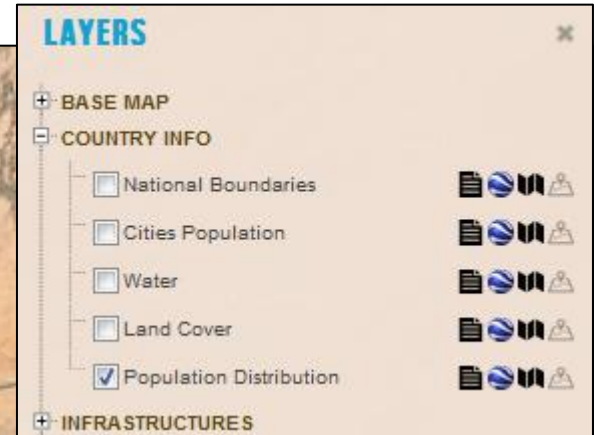 LAYERS
BASE MAP
COUNTRY INFO
National Boundaries
Cities Population
Water
Land Cover
Population Distribution
INFRASTRUCTURES